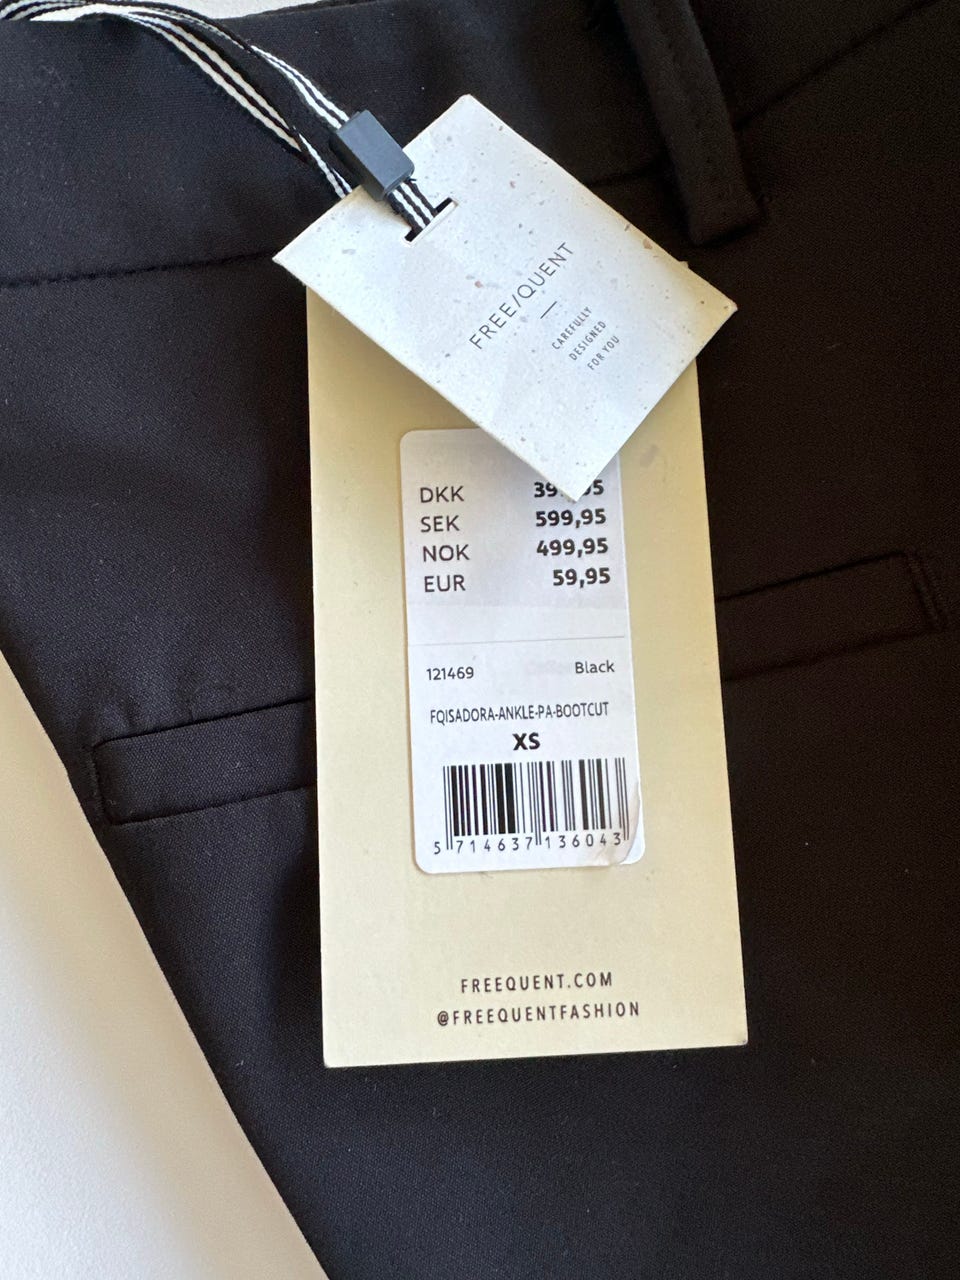 FREE/QUENT
CAREFULLY
DESIGNED
FOR YOU
DKK
SEK 599,95
NOK 499,95
EUR 59,95
121469 Black
FQISADORA-ANKLE-PA-BOOTCUT
XS
5 714637 136043
FREEQUENT.COM
@FREEQUENTFASHION